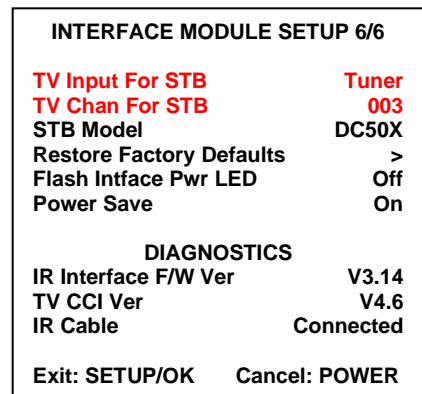 INTERFACE MODULE SETUP 6/6
TV Input For STB Tuner
TV Chan For STB 003
STB Model DC50X
Restore Factory Defaults >
Flash Intface Pwr LED Off
Power Save On
DIAGNOSTICS
IR Interface F/W Ver V3.14
TV CCI Ver V4.6
IR Cable Connected
Exit: SETUP/OK Cancel: POWER